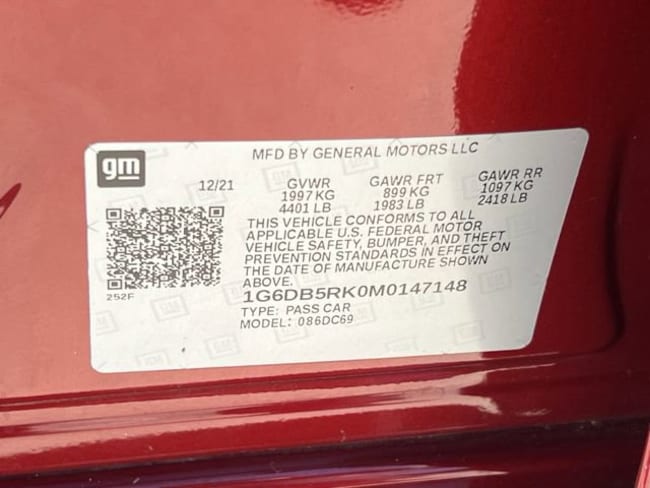 gm
MFD BY GENERAL MOTORS LLC
12/21 GVWR GAWR FRT GAWR RR
1997 KG 899 KG 1097 KG
4401 LB 1983 LB 2418 LB
THIS VEHICLE CONFORMS TO ALL
APPLICABLE U.S. FEDERAL MOTOR
VEHICLE SAFETY, BUMPER, AND THEFT
PREVENTION STANDARDS IN EFFECT ON
THE DATE OF MANUFACTURE SHOWN
ABOVE.
252F
1G6DB5RK0M0147148
TYPE: PASS CAR
MODEL: 086DC69